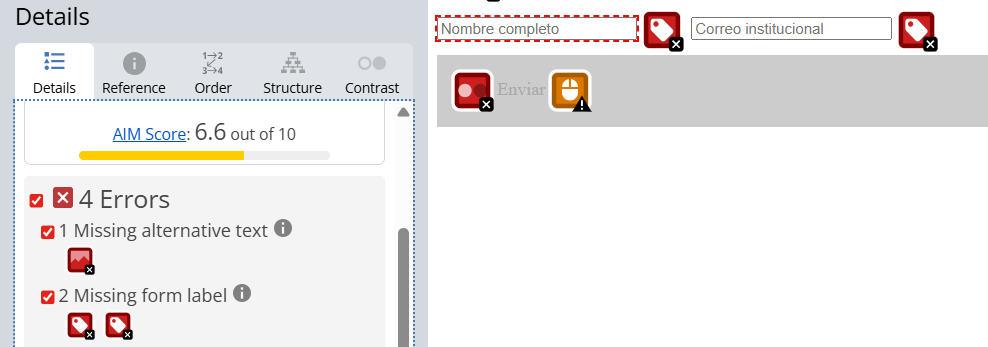 Details
Details Reference Order Structure Contrast
AIM Score: 6.6 out of 10
4 Errors
1 Missing alternative text
2 Missing form label
Nombre completo
Correo institucional
Enviar